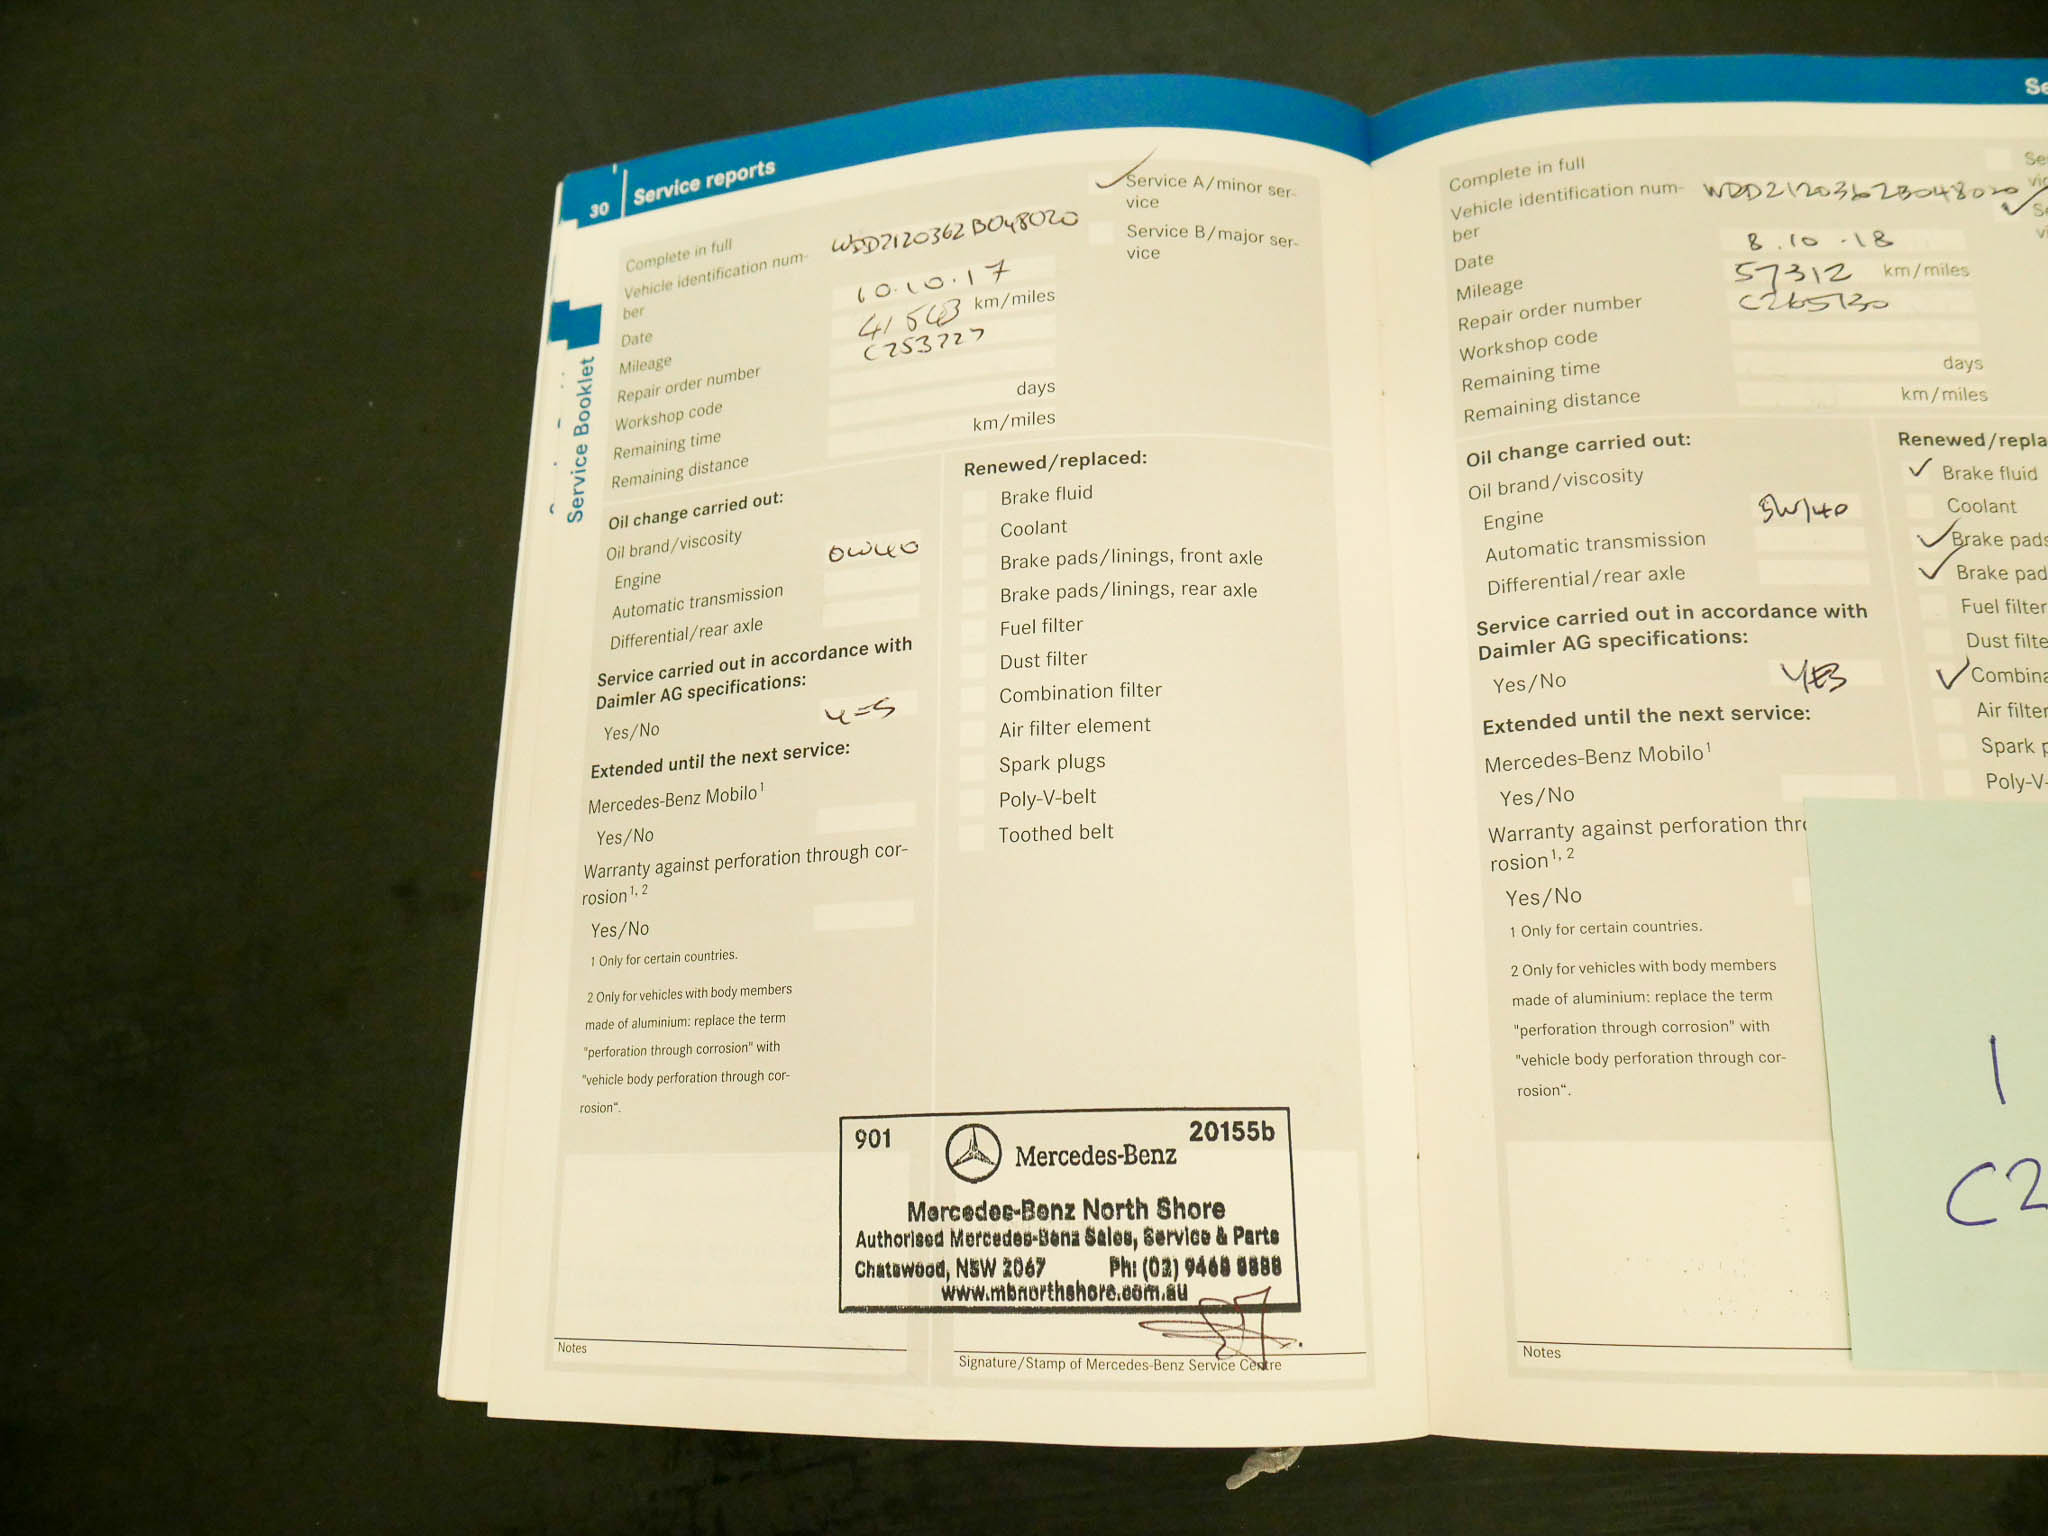 30 Service reports
Service Booklet
Complete in full
Vehicle identification num-
ber
WDD2120362B048020
Date
10.10.17
Mileage
41543 km/miles
Repair order number
C253227
Workshop code
Remaining time
days
Remaining distance
km/miles
Service A/minor ser-
vice
Service B/major ser-
vice
Oil change carried out:
Oil brand/viscosity
Engine
0W40
Automatic transmission
Differential/rear axle
Service carried out in accordance with
Daimler AG specifications:
Yes/No
YES
Extended until the next service:
Mercedes-Benz Mobilo1
Yes/No
Warranty against perforation through cor-
rosion1, 2
Yes/No
1 Only for certain countries.
2 Only for vehicles with body members
made of aluminium: replace the term
"perforation through corrosion" with
"vehicle body perforation through cor-
rosion“.
Renewed/replaced:
Brake fluid
Coolant
Brake pads/linings, front axle
Brake pads/linings, rear axle
Fuel filter
Dust filter
Combination filter
Air filter element
Spark plugs
Poly-V-belt
Toothed belt
901
20155b
Mercedes-Benz
Mercedes-Benz North Shore
Authorised Mercedes-Benz Sales, Service & Parts
Chatswood, NSW 2067 Ph: (02) 9468 8888
www.mbnorthshore.com.au
Notes
Signature/Stamp of Mercedes-Benz Service Centre
Se
Complete in full
Vehicle identification num-
ber
WDD2120362B048020
Date
8.10.18
Mileage
57312 km/miles
Repair order number
C265130
Workshop code
Remaining time
days
Remaining distance
km/miles
Se
vic
Se
vi
Oil change carried out:
Oil brand/viscosity
Engine
5W/40
Automatic transmission
Differential/rear axle
Service carried out in accordance with
Daimler AG specifications:
Yes/No
YES
Extended until the next service:
Mercedes-Benz Mobilo1
Yes/No
Warranty against perforation thro
rosion1, 2
Yes/No
1 Only for certain countries.
2 Only for vehicles with body members
made of aluminium: replace the term
"perforation through corrosion" with
"vehicle body perforation through cor-
rosion“.
Renewed/repla
Brake fluid
Coolant
Brake pads
Brake pad
Fuel filter
Dust filte
Combina
Air filter
Spark p
Poly-V-
1
C2
Notes